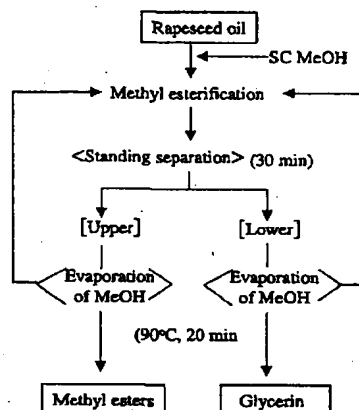 Rapeseed oil
SC MeOH
Methyl esterification
<Standing separation> (30 min)
[Upper] [Lower]
Evaporation of MeOH
Evaporation of MeOH
(90°C, 20 min
Methyl esters
Glycerin